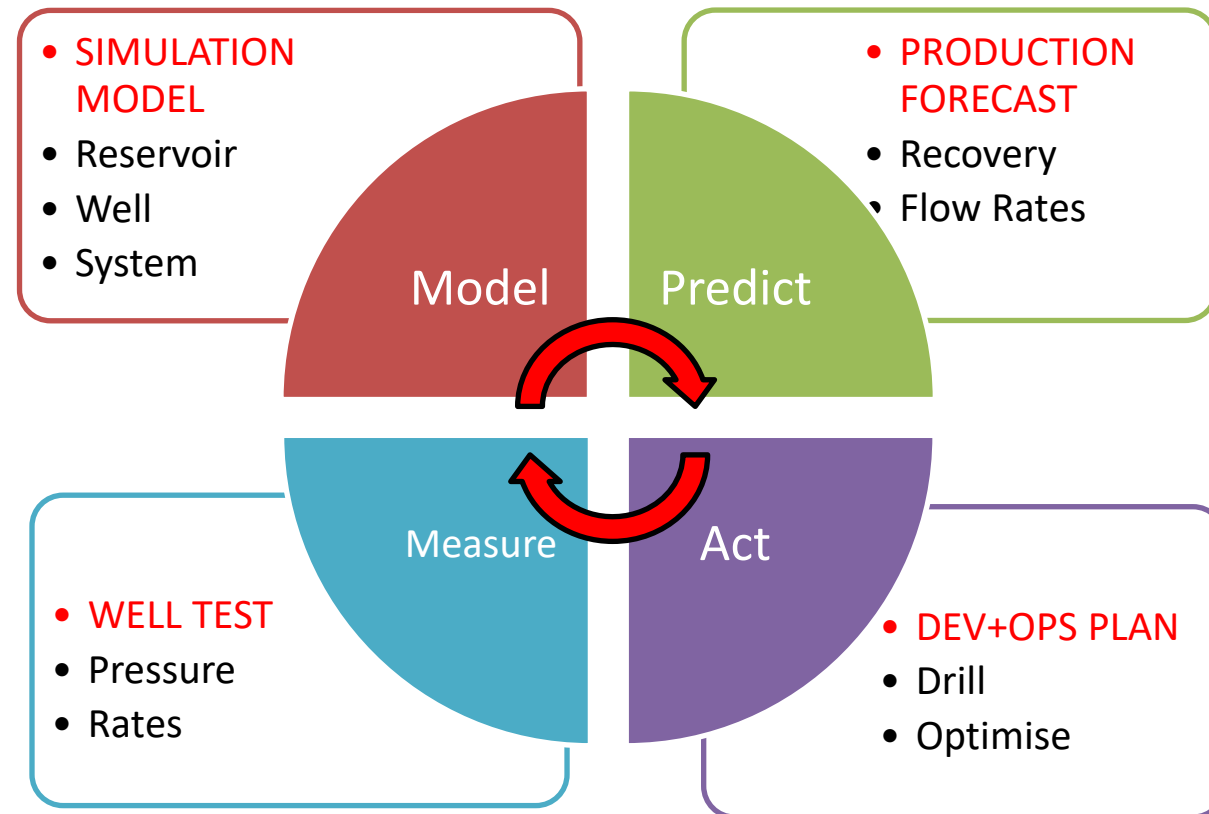 • SIMULATION
MODEL
• Reservoir
• Well
• System
• PRODUCTION
FORECAST
• Recovery
• Flow Rates
Model
Predict
Measure
Act
• WELL TEST
• Pressure
• Rates
• DEV+OPS PLAN
• Drill
• Optimise